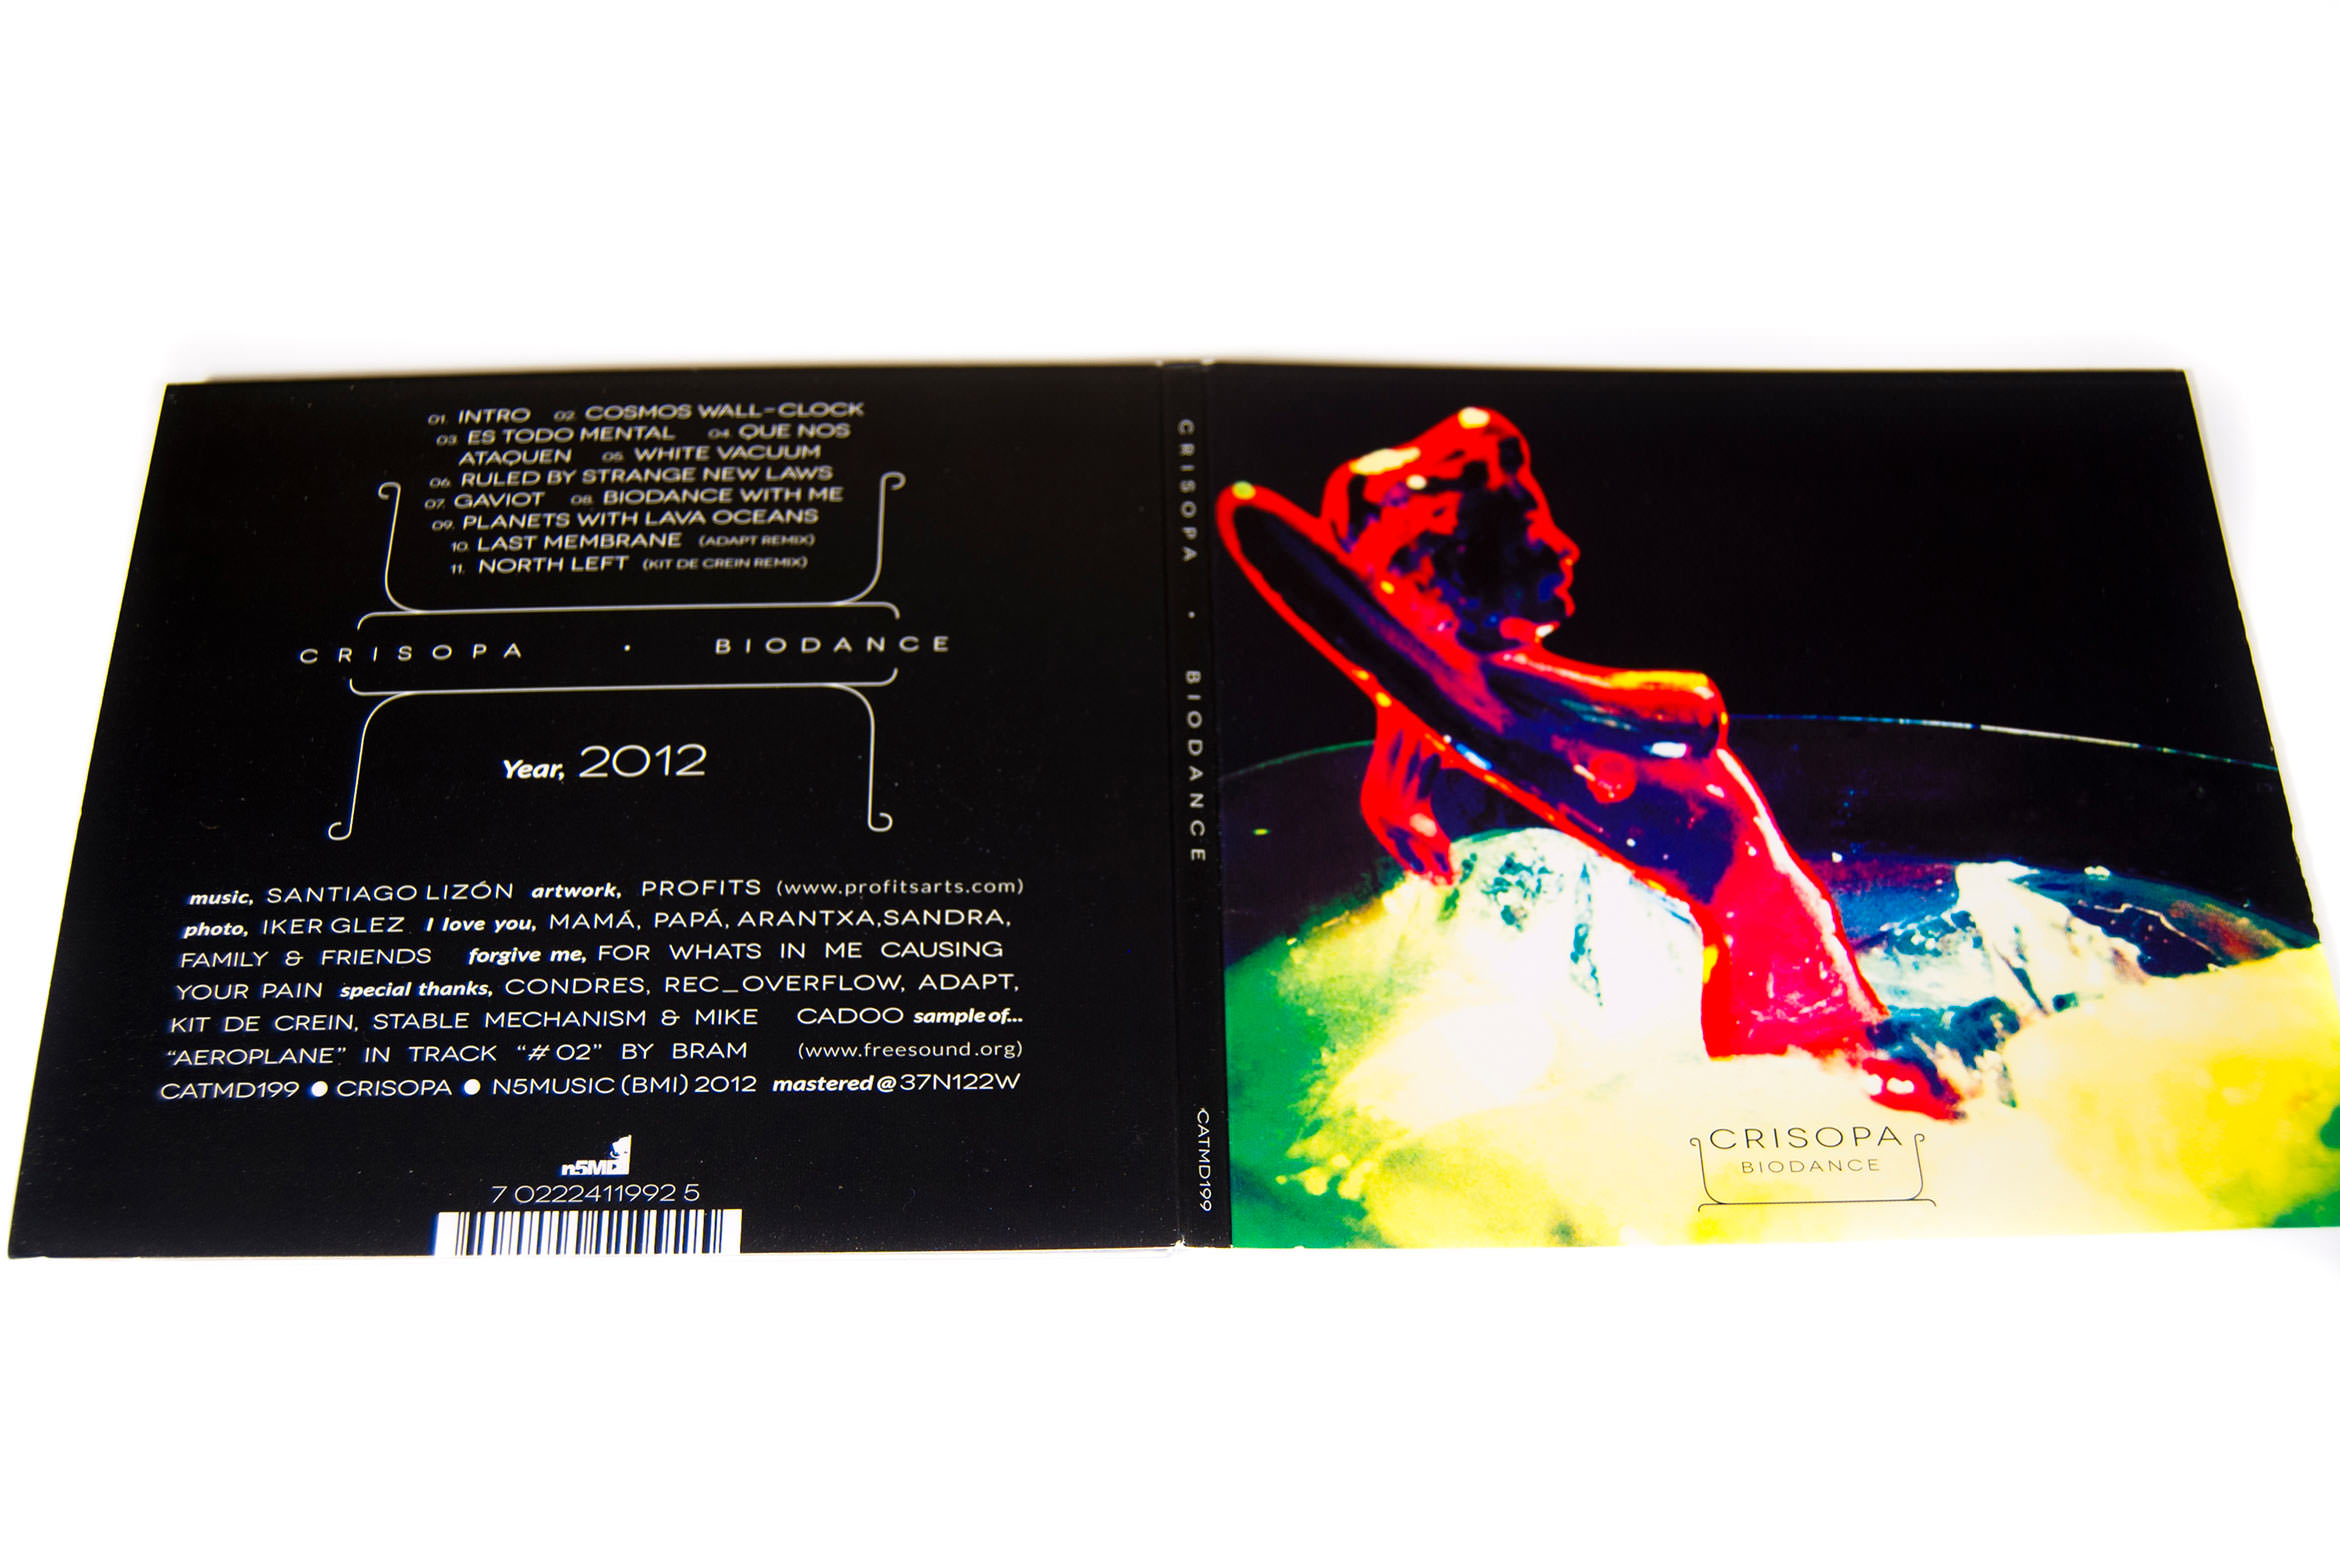 01. INTRO 02. COSMOS WALL-CLOCK
03. ES TODO MENTAL 04. QUE NOS
ATAQUEN 05. WHITE VACUUM
06. RULED BY STRANGE NEW LAWS
07. GAVIOT 08. BIODANCE WITH ME
09. PLANETS WITH LAVA OCEANS
10. LAST MEMBRANE (ADAPT REMIX)
11. NORTH LEFT (KIT DE CREIN REMIX)
CRISOPA · BIODANCE
Year, 2012
music, SANTIAGO LIZÓN artwork, PROFITS (www.profitsarts.com)
photo, IKER GLEZ I love you, MAMÁ, PAPÁ, ARANTXA,SANDRA,
FAMILY & FRIENDS forgive me, FOR WHATS IN ME CAUSING
YOUR PAIN special thanks, CONDRES, REC_OVERFLOW, ADAPT,
KIT DE CREIN, STABLE MECHANISM & MIKE CADOO sample of...
“AEROPLANE” IN TRACK “#02” BY BRAM (www.freesound.org)
CATMD199 ● CRISOPA ● N5MUSIC (BMI) 2012 mastered @ 37N122W
n5MD
7 02224 11992 5
CRISOPA · BIODANCE
CATMD199
CRISOPA
BIODANCE